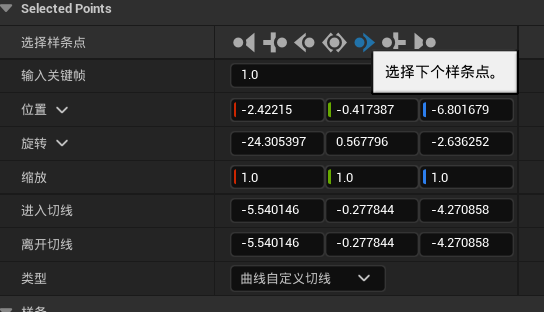 Selected Points
选择样条点
选择下个样条点。
输入关键帧 1.0
位置 -2.42215 -0.417387 -6.801679
旋转 -24.305397 0.567796 -2.636252
缩放 1.0 1.0 1.0
进入切线 -5.540146 -0.277844 -4.270858
离开切线 -5.540146 -0.277844 -4.270858
类型 曲线自定义切线
样条